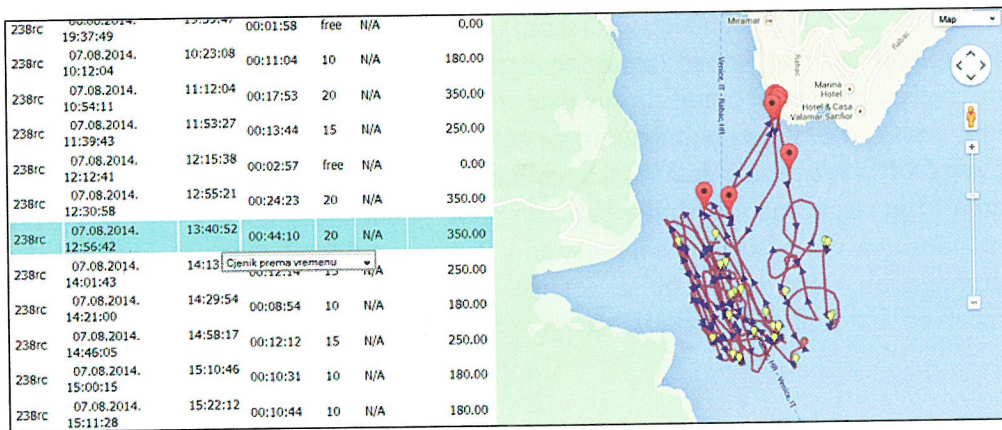 238rc 19:37:49 00:01:58 free N/A 0.00
238rc 07.08.2014. 10:12:04 10:23:08 00:11:04 10 N/A 180.00
238rc 07.08.2014. 10:54:11 11:12:04 00:17:53 20 N/A 350.00
238rc 07.08.2014. 11:39:43 11:53:27 00:13:44 15 N/A 250.00
238rc 07.08.2014. 12:12:41 12:15:38 00:02:57 free N/A 0.00
238rc 07.08.2014. 12:30:58 12:55:21 00:24:23 20 N/A 350.00
238rc 07.08.2014. 12:56:42 13:40:52 00:44:10 20 N/A 350.00
Cjenik prema vremenu
238rc 07.08.2014. 14:01:43 14:13 N/A 250.00
238rc 07.08.2014. 14:21:00 14:29:54 00:08:54 10 N/A 180.00
238rc 07.08.2014. 14:46:05 14:58:17 00:12:12 15 N/A 250.00
238rc 07.08.2014. 15:00:15 15:10:46 00:10:31 10 N/A 180.00
238rc 07.08.2014. 15:11:28 15:22:12 00:10:44 10 N/A 180.00
Miramar
Map
Rabac
Rabac
Venice, IT - Rabac, HR
Marina
Hotel
Hotel & Casa
Valamar Sanfior
HR - Venice, IT